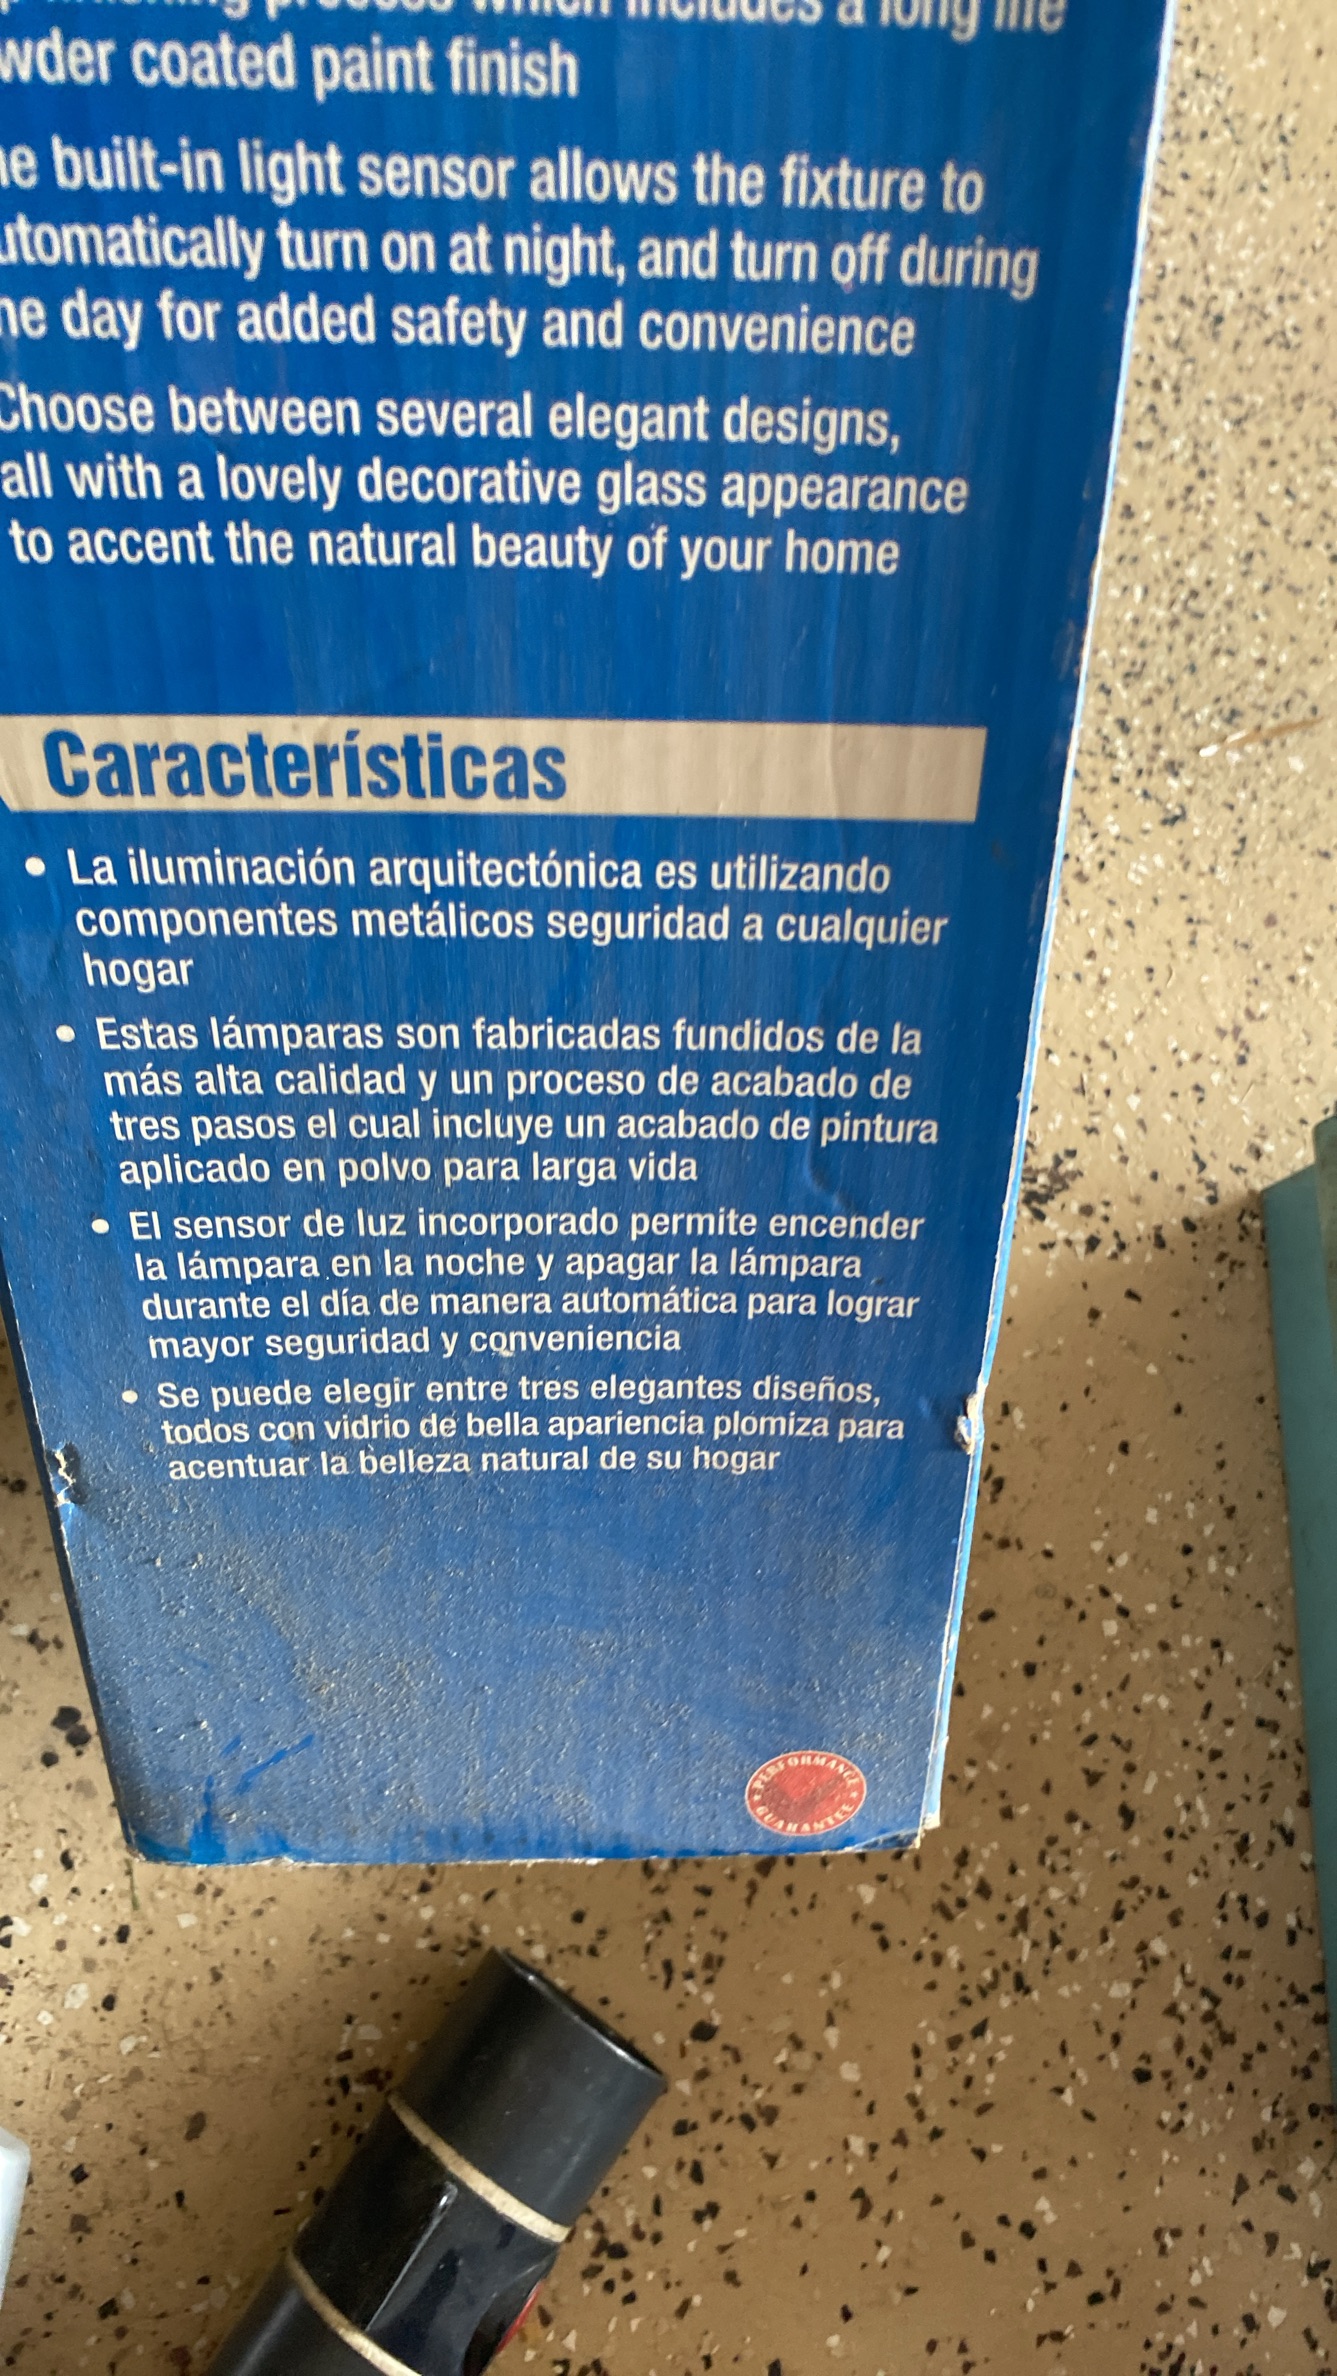 which includes a long life
coated paint finish
built-in light sensor allows the fixture to
turn on at night, and turn off during
day for added safety and convenience
Choose between several elegant designs,
all with a lovely decorative glass appearance
to accent the natural beauty of your home
Características
• La iluminación arquitectónica es utilizando
componentes metálicos seguridad a cualquier
hogar
• Estas lámparas son fabricadas fundidos de la
más alta calidad y un proceso de acabado de
tres pasos el cual incluye un acabado de pintura
aplicado en polvo para larga vida
• El sensor de luz incorporado permite encender
la lámpara en la noche y apagar la lámpara
durante el día de manera automática para lograr
mayor seguridad y conveniencia
• Se puede elegir entre tres elegantes diseños,
todos con vidrio de bella apariencia plomiza para
acentuar la belleza natural de su hogar
PERFORMANCE
GUARANTEE